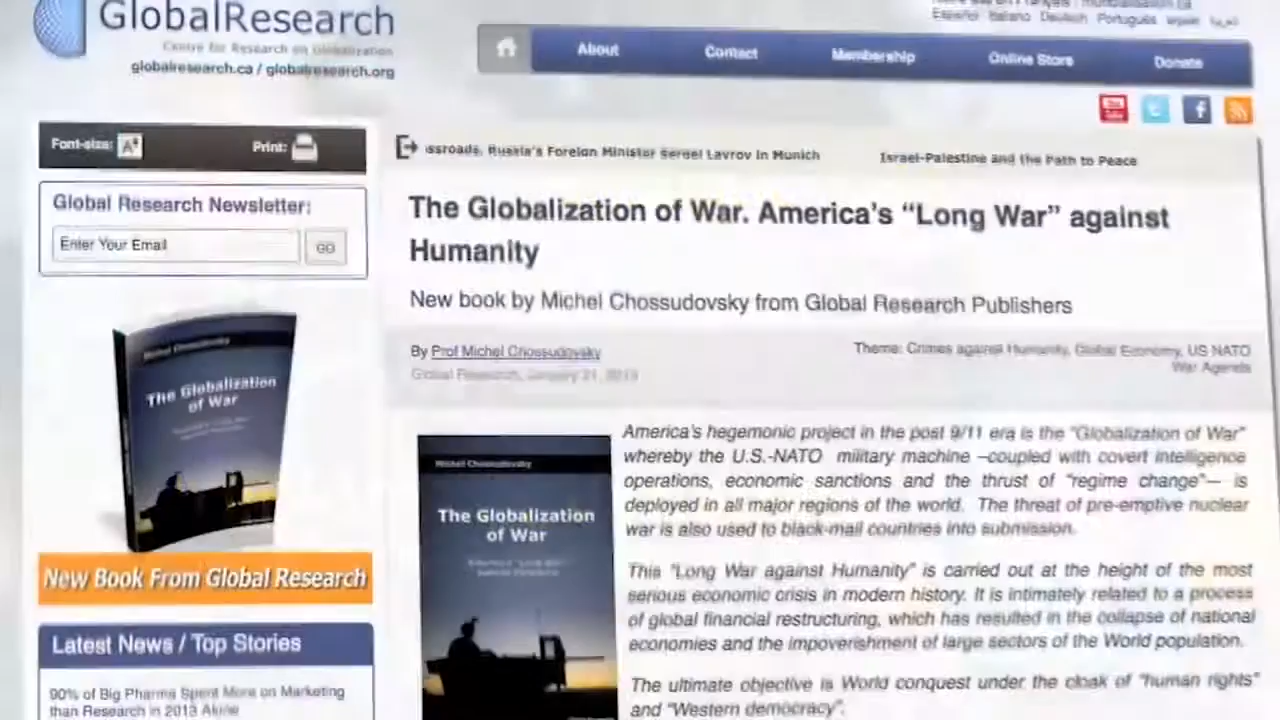 GlobalResearch
Centre for Research on Globalization
globalresearch.ca / globalresearch.org
Español Italiano Deutsch Português
About Contact Membership Online Store Donate
Font-size: A
Print:
ssroads. Russia's Foreign Minister Sergei Lavrov in Munich
Israel-Palestine and the Path to Peace
Global Research Newsletter:
Enter Your Email GO
The Globalization of War. America's “Long War” against
Humanity
New book by Michel Chossudovsky from Global Research Publishers
By Prof Michel Chossudovsky
Theme: Crimes against Humanity, Global Economy, US NATO
War Agenda
Global Research, January
Michel Chossudovsky
The Globalization
of War
New Book From Global Research
Latest News / Top Stories
90% of Big Pharma Spent More on Marketing
than Research in 2013 Alone
Michel Chossudovsky
The Globalization
of War
America's hegemonic project in the post 9/11 era is the "Globalization of War"
whereby the U.S.-NATO military machine –coupled with covert intelligence
operations, economic sanctions and the thrust of "regime change"— is
deployed in all major regions of the world. The threat of pre-emptive nuclear
war is also used to black-mail countries into submission.
This "Long War against Humanity" is carried out at the height of the most
serious economic crisis in modern history. It is intimately related to a process
of global financial restructuring, which has resulted in the collapse of national
economies and the impoverishment of large sectors of the World population.
The ultimate objective is World conquest under the cloak of "human rights"
and "Western democracy".